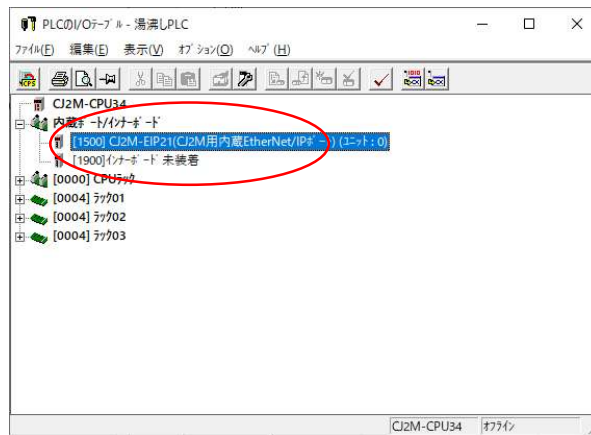 PLCのI/Oテーブル - 湯沸しPLC
ファイル(F) 編集(E) 表示(V) オプション(O) ヘルプ(H)
CJ2M-CPU34
内蔵ポート/インナーボード
[1500] CJ2M-EIP21(CJ2M用内蔵EtherNet/IPポート) (ユニット : 0)
[1900]インナーボード 未装着
[0000] CPUラック
[0004] ラック01
[0004] ラック02
[0004] ラック03
CJ2M-CPU34 オフライン